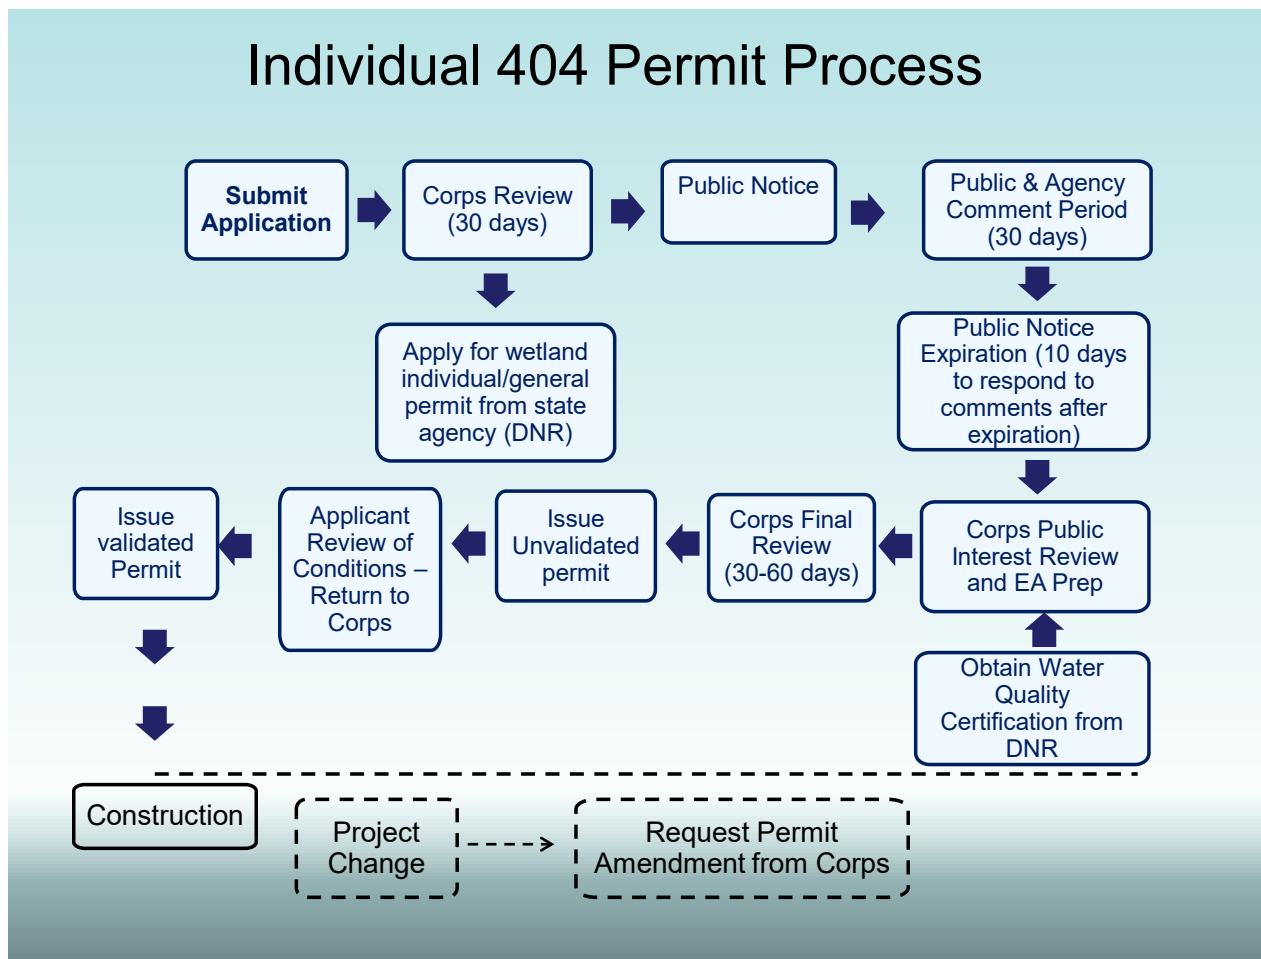 Individual 404 Permit Process
Submit
Application
Corps Review
(30 days)
Public Notice
Public & Agency
Comment Period
(30 days)
Apply for wetland
individual/general
permit from state
agency (DNR)
Public Notice
Expiration (10 days
to respond to
comments after
expiration)
Issue
validated
Permit
Applicant
Review of
Conditions –
Return to
Corps
Issue
Unvalidated
permit
Corps Final
Review
(30-60 days)
Corps Public
Interest Review
and EA Prep
Obtain Water
Quality
Certification from
DNR
Construction
Project
Change
Request Permit
Amendment from Corps